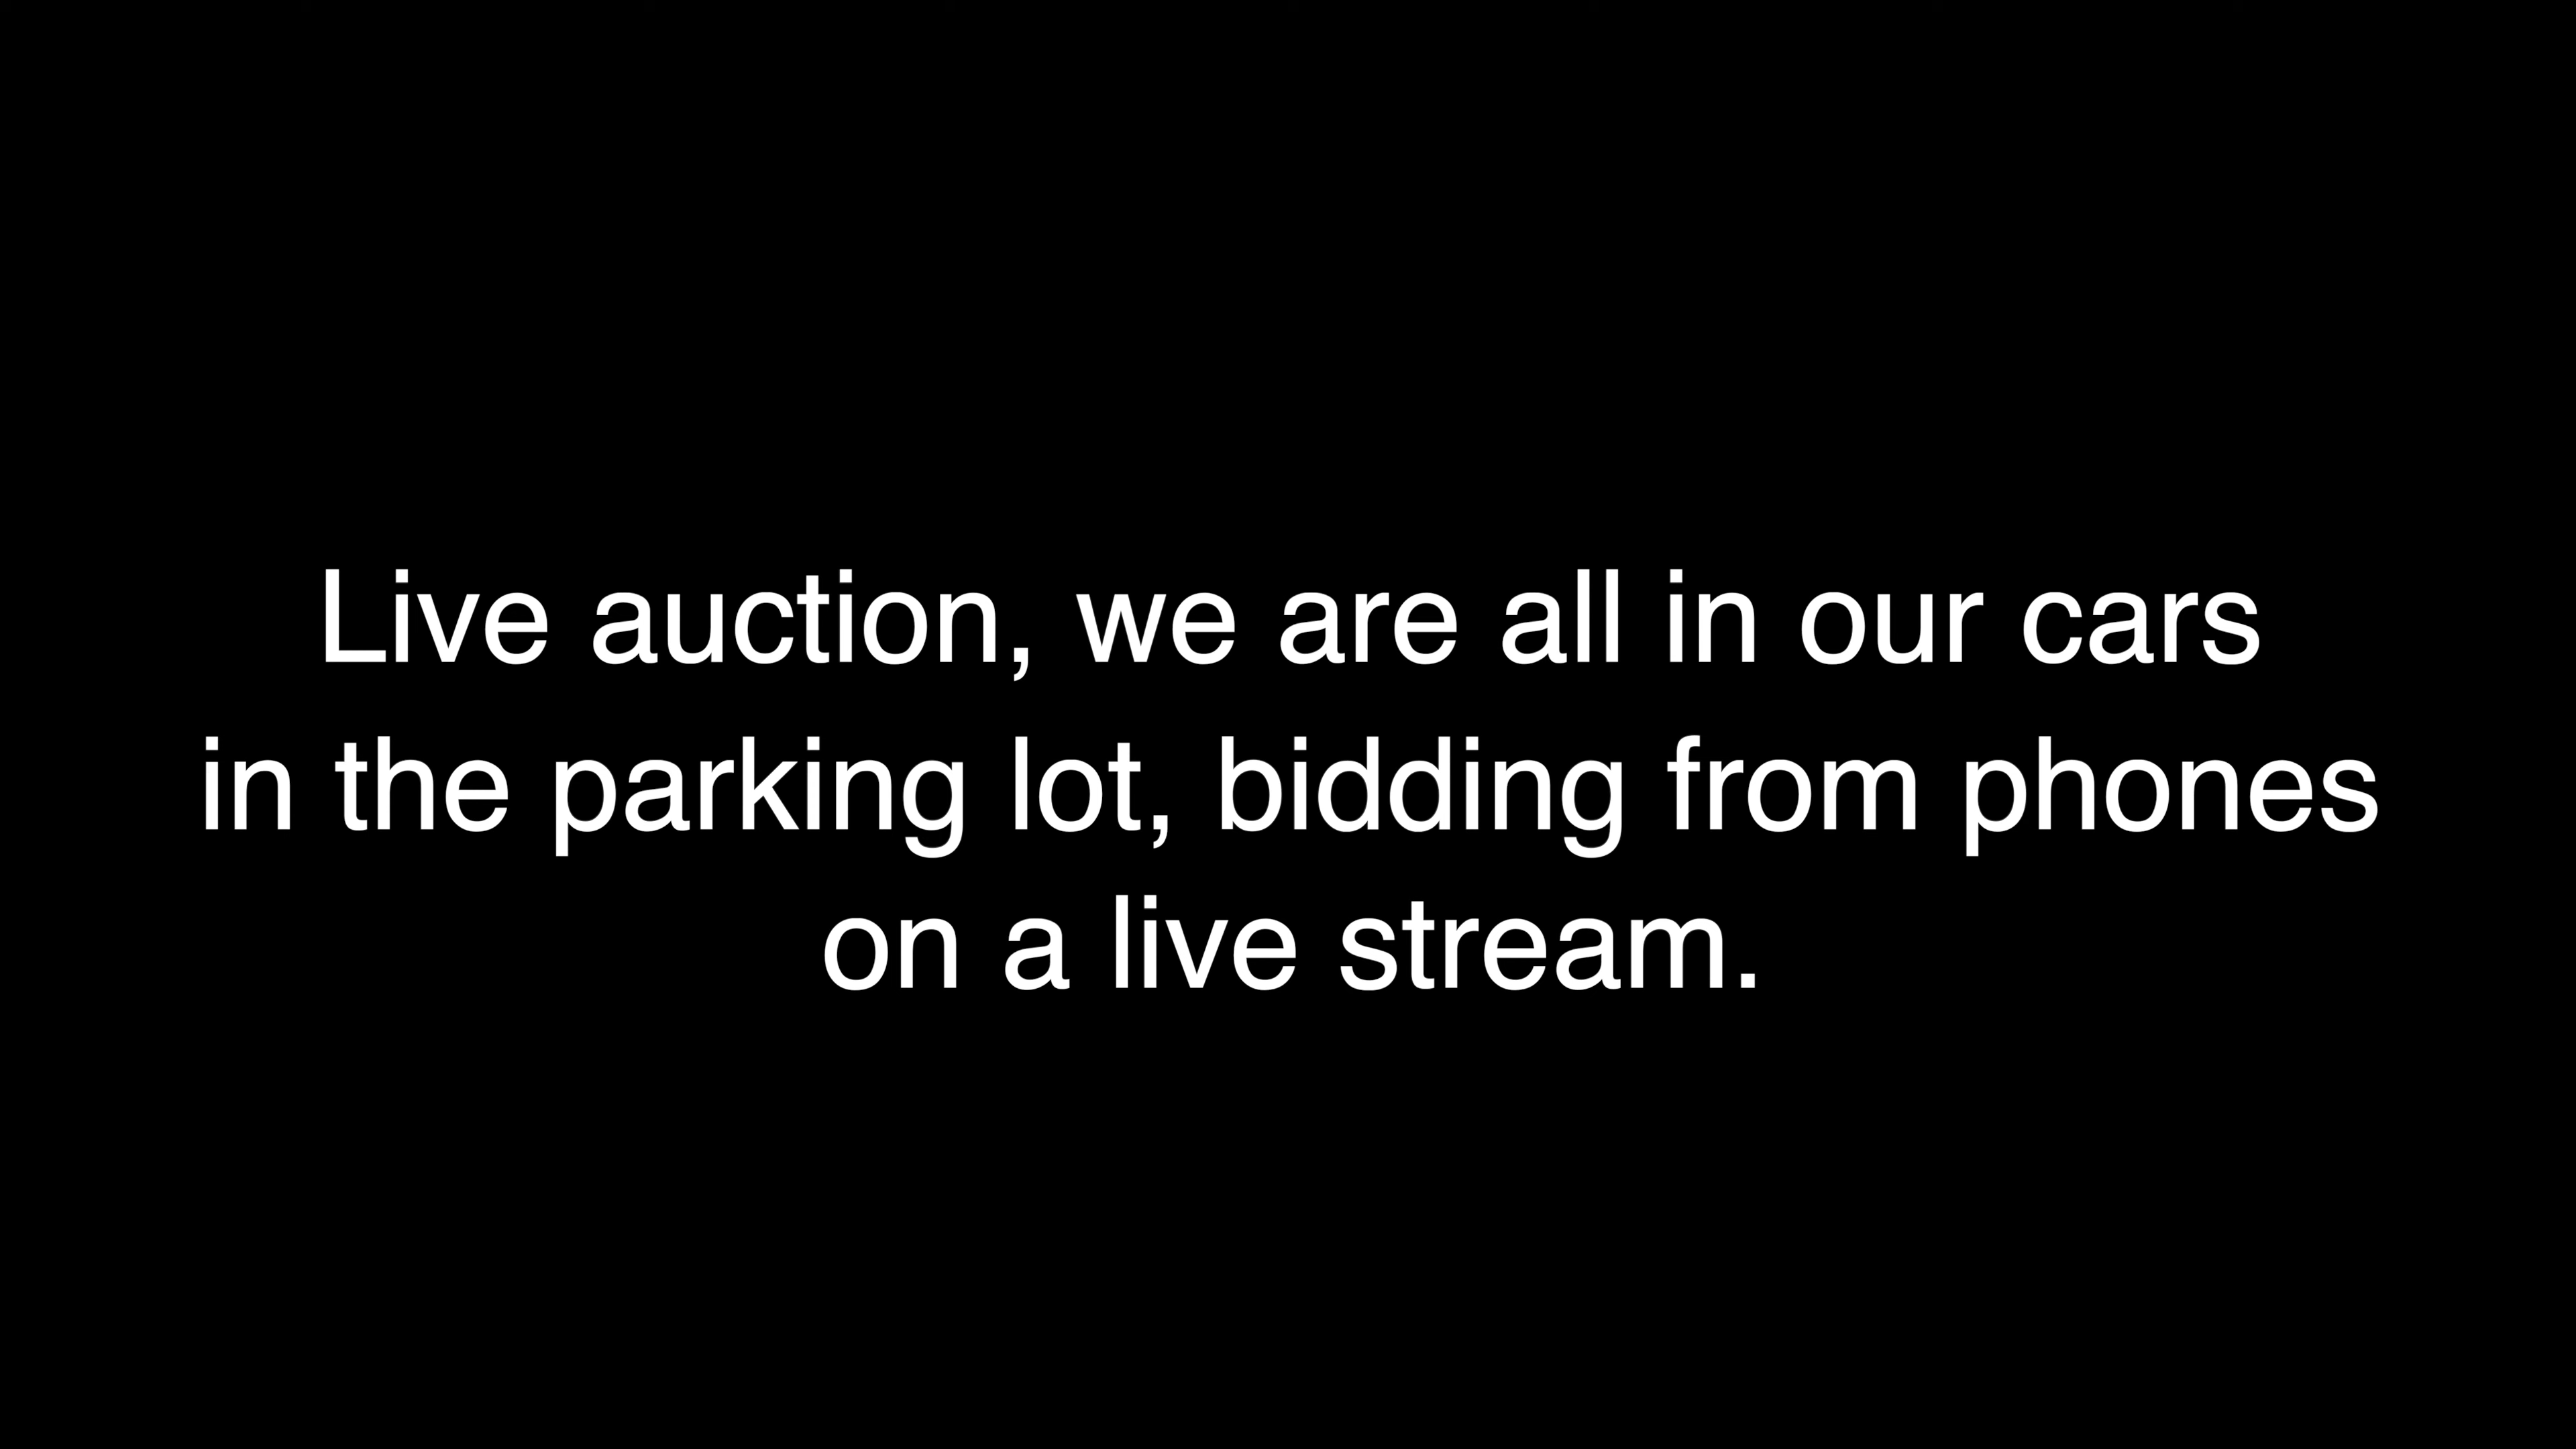 Live auction, we are all in our cars
in the parking lot, bidding from phones
on a live stream.